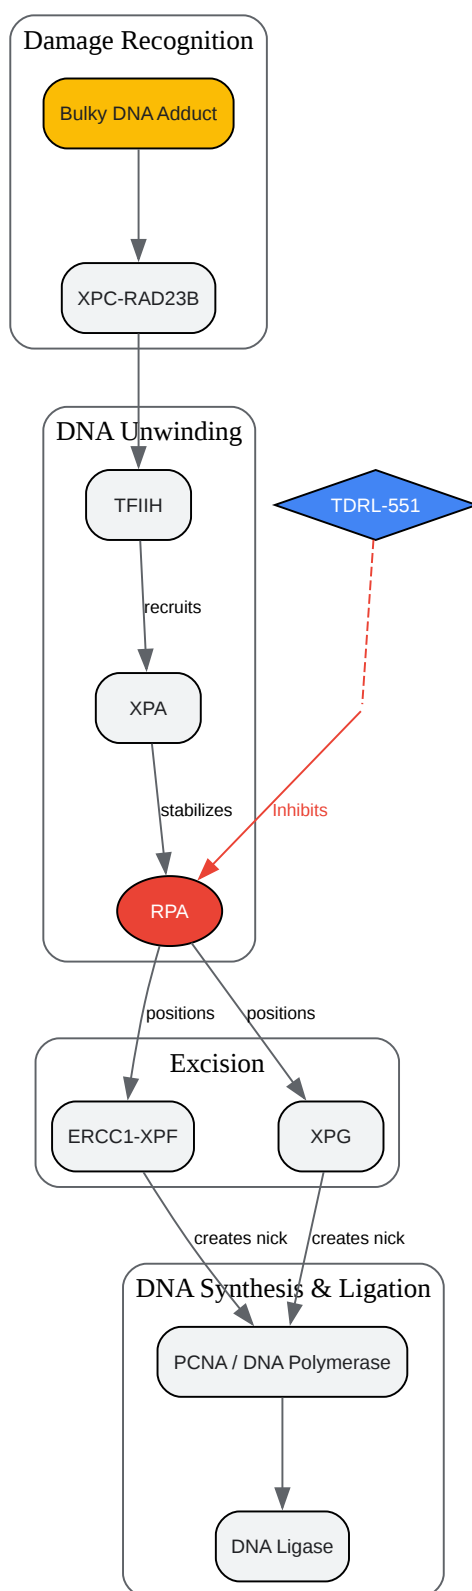 Damage Recognition
Bulky DNA Adduct
XPC-RAD23B
DNA Unwinding
TFIIH
TDRL-551
recruits
XPA
stabilizes
Inhibits
RPA
positions
positions
Excision
ERCC1-XPF
XPG
creates nick
creates nick
DNA Synthesis & Ligation
PCNA / DNA Polymerase
DNA Ligase